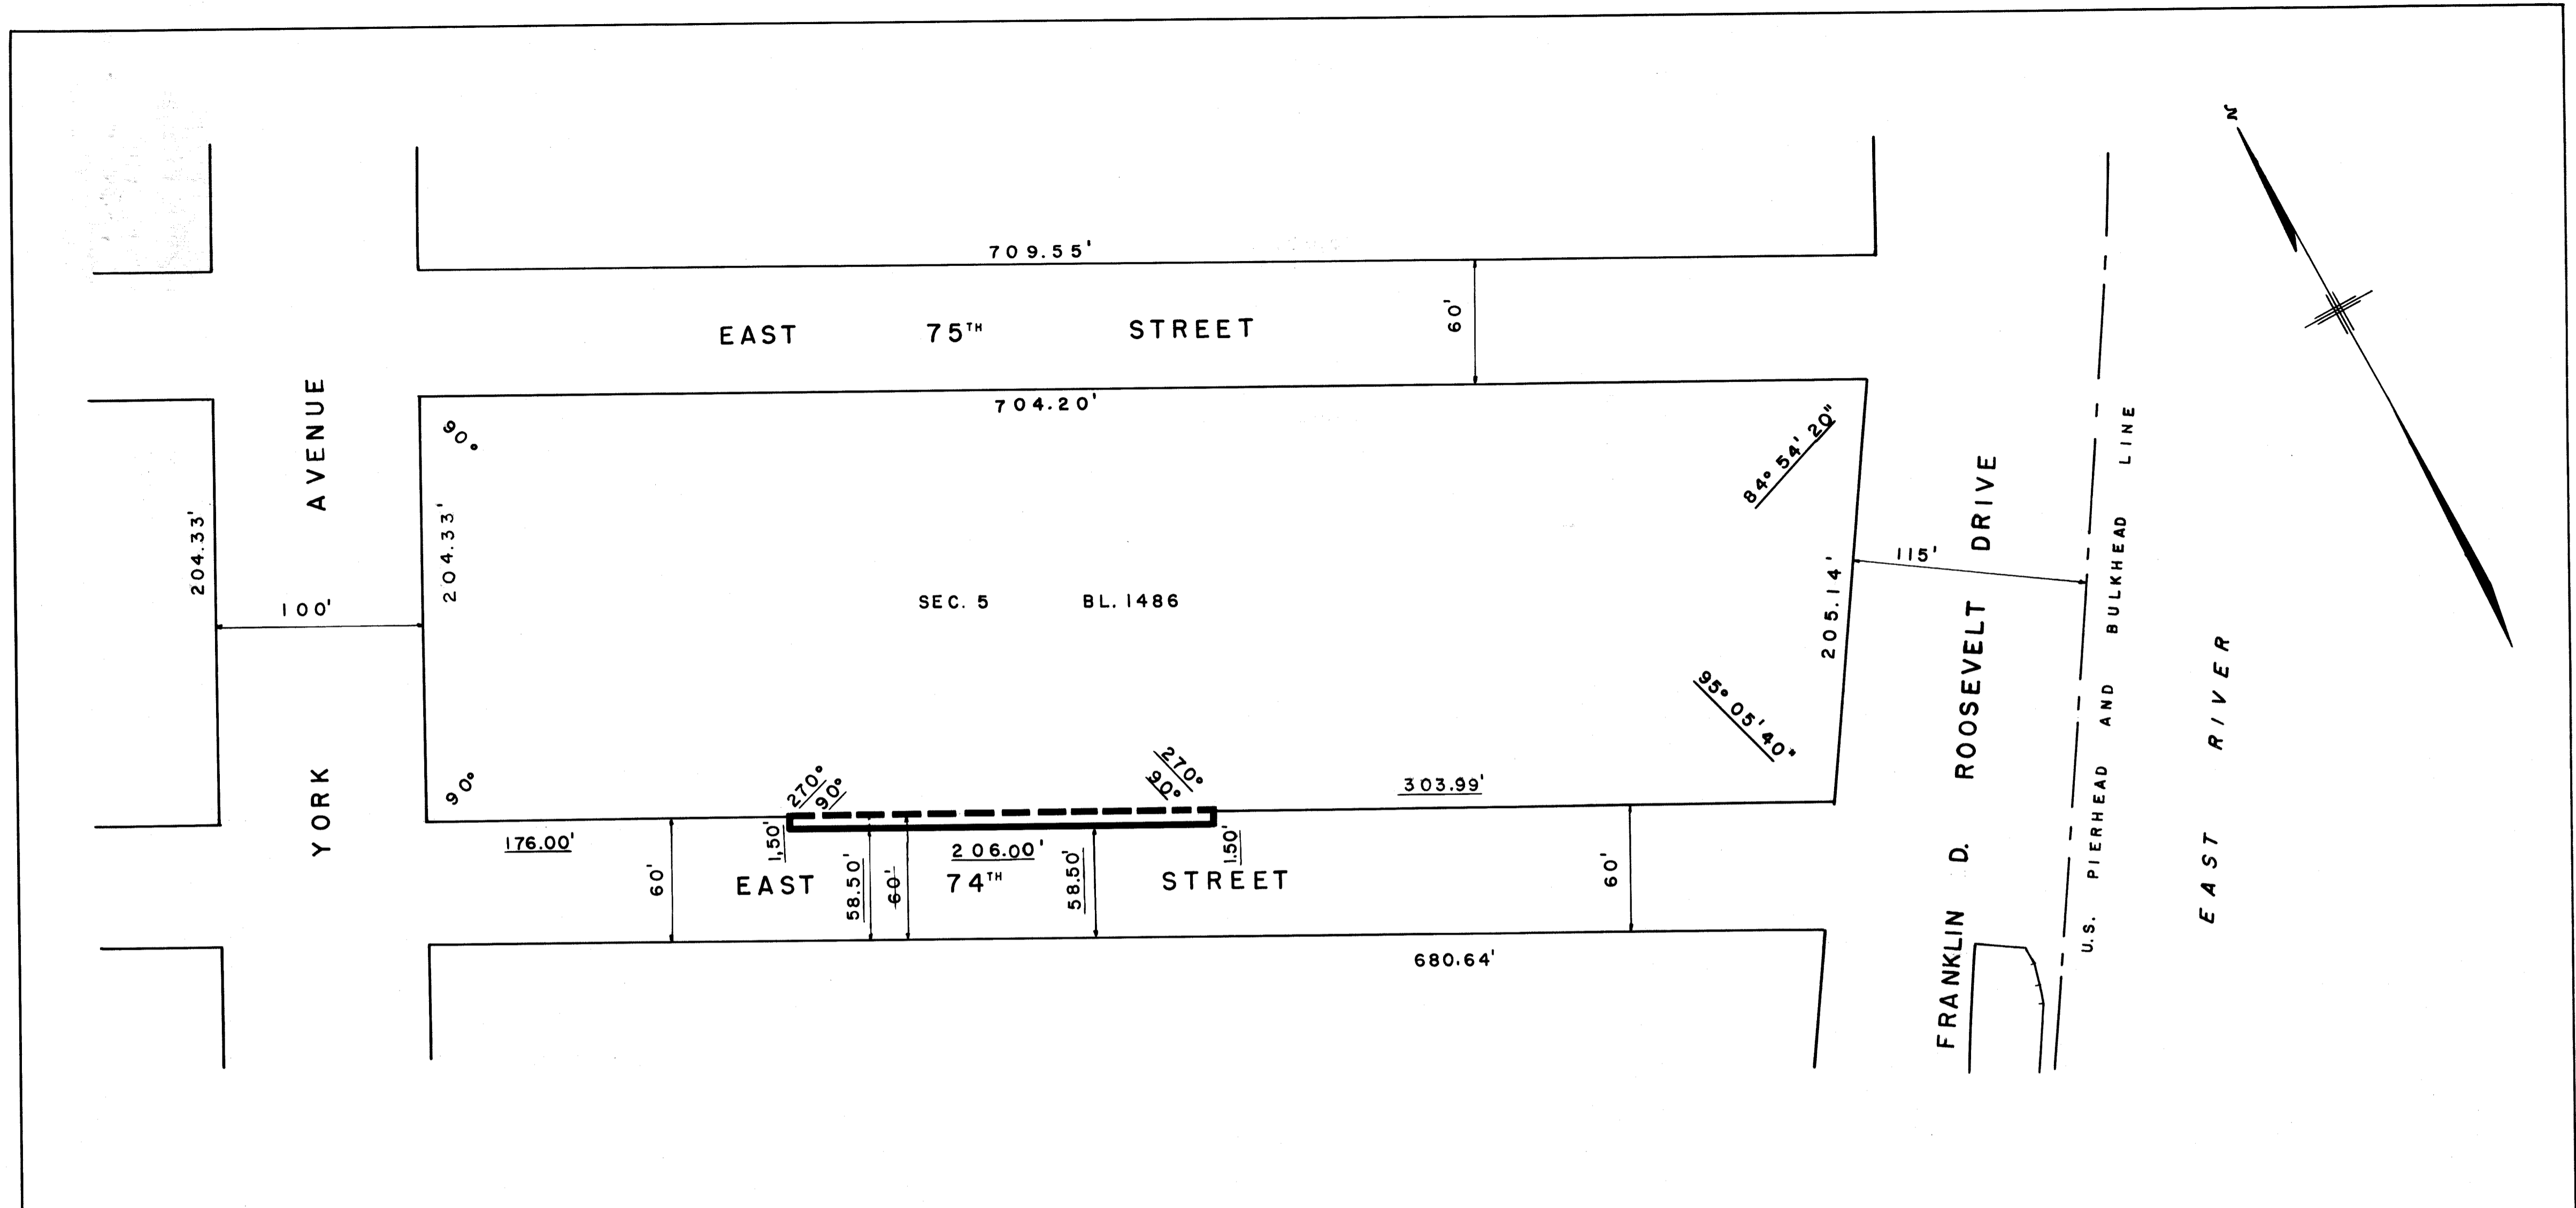 N
709.55'
EAST 75TH STREET
60'
704.20'
YORK AVENUE
90°
84° 54' 20"
204.33'
204.33'
100'
SEC. 5 BL. 1486
205.14'
115'
FRANKLIN D. ROOSEVELT DRIVE
U.S. PIERHEAD AND BULKHEAD LINE
EAST RIVER
95° 05' 40"
90°
270°
90°
270°
90°
303.99'
176.00'
1.50'
206.00'
1.50'
60'
58.50'
60'
58.50'
60'
EAST 74TH STREET
680.64'